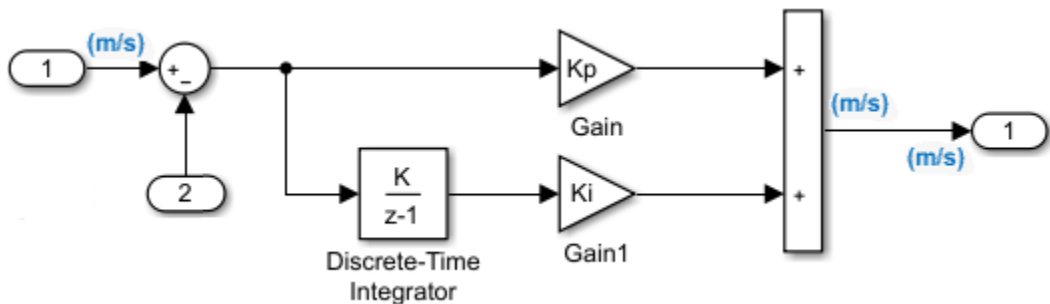 (m/s)
1
+
−
Kp
+
Gain
(m/s)
1
(m/s)
2
K
z-1
Ki
+
Discrete-Time
Integrator
Gain1